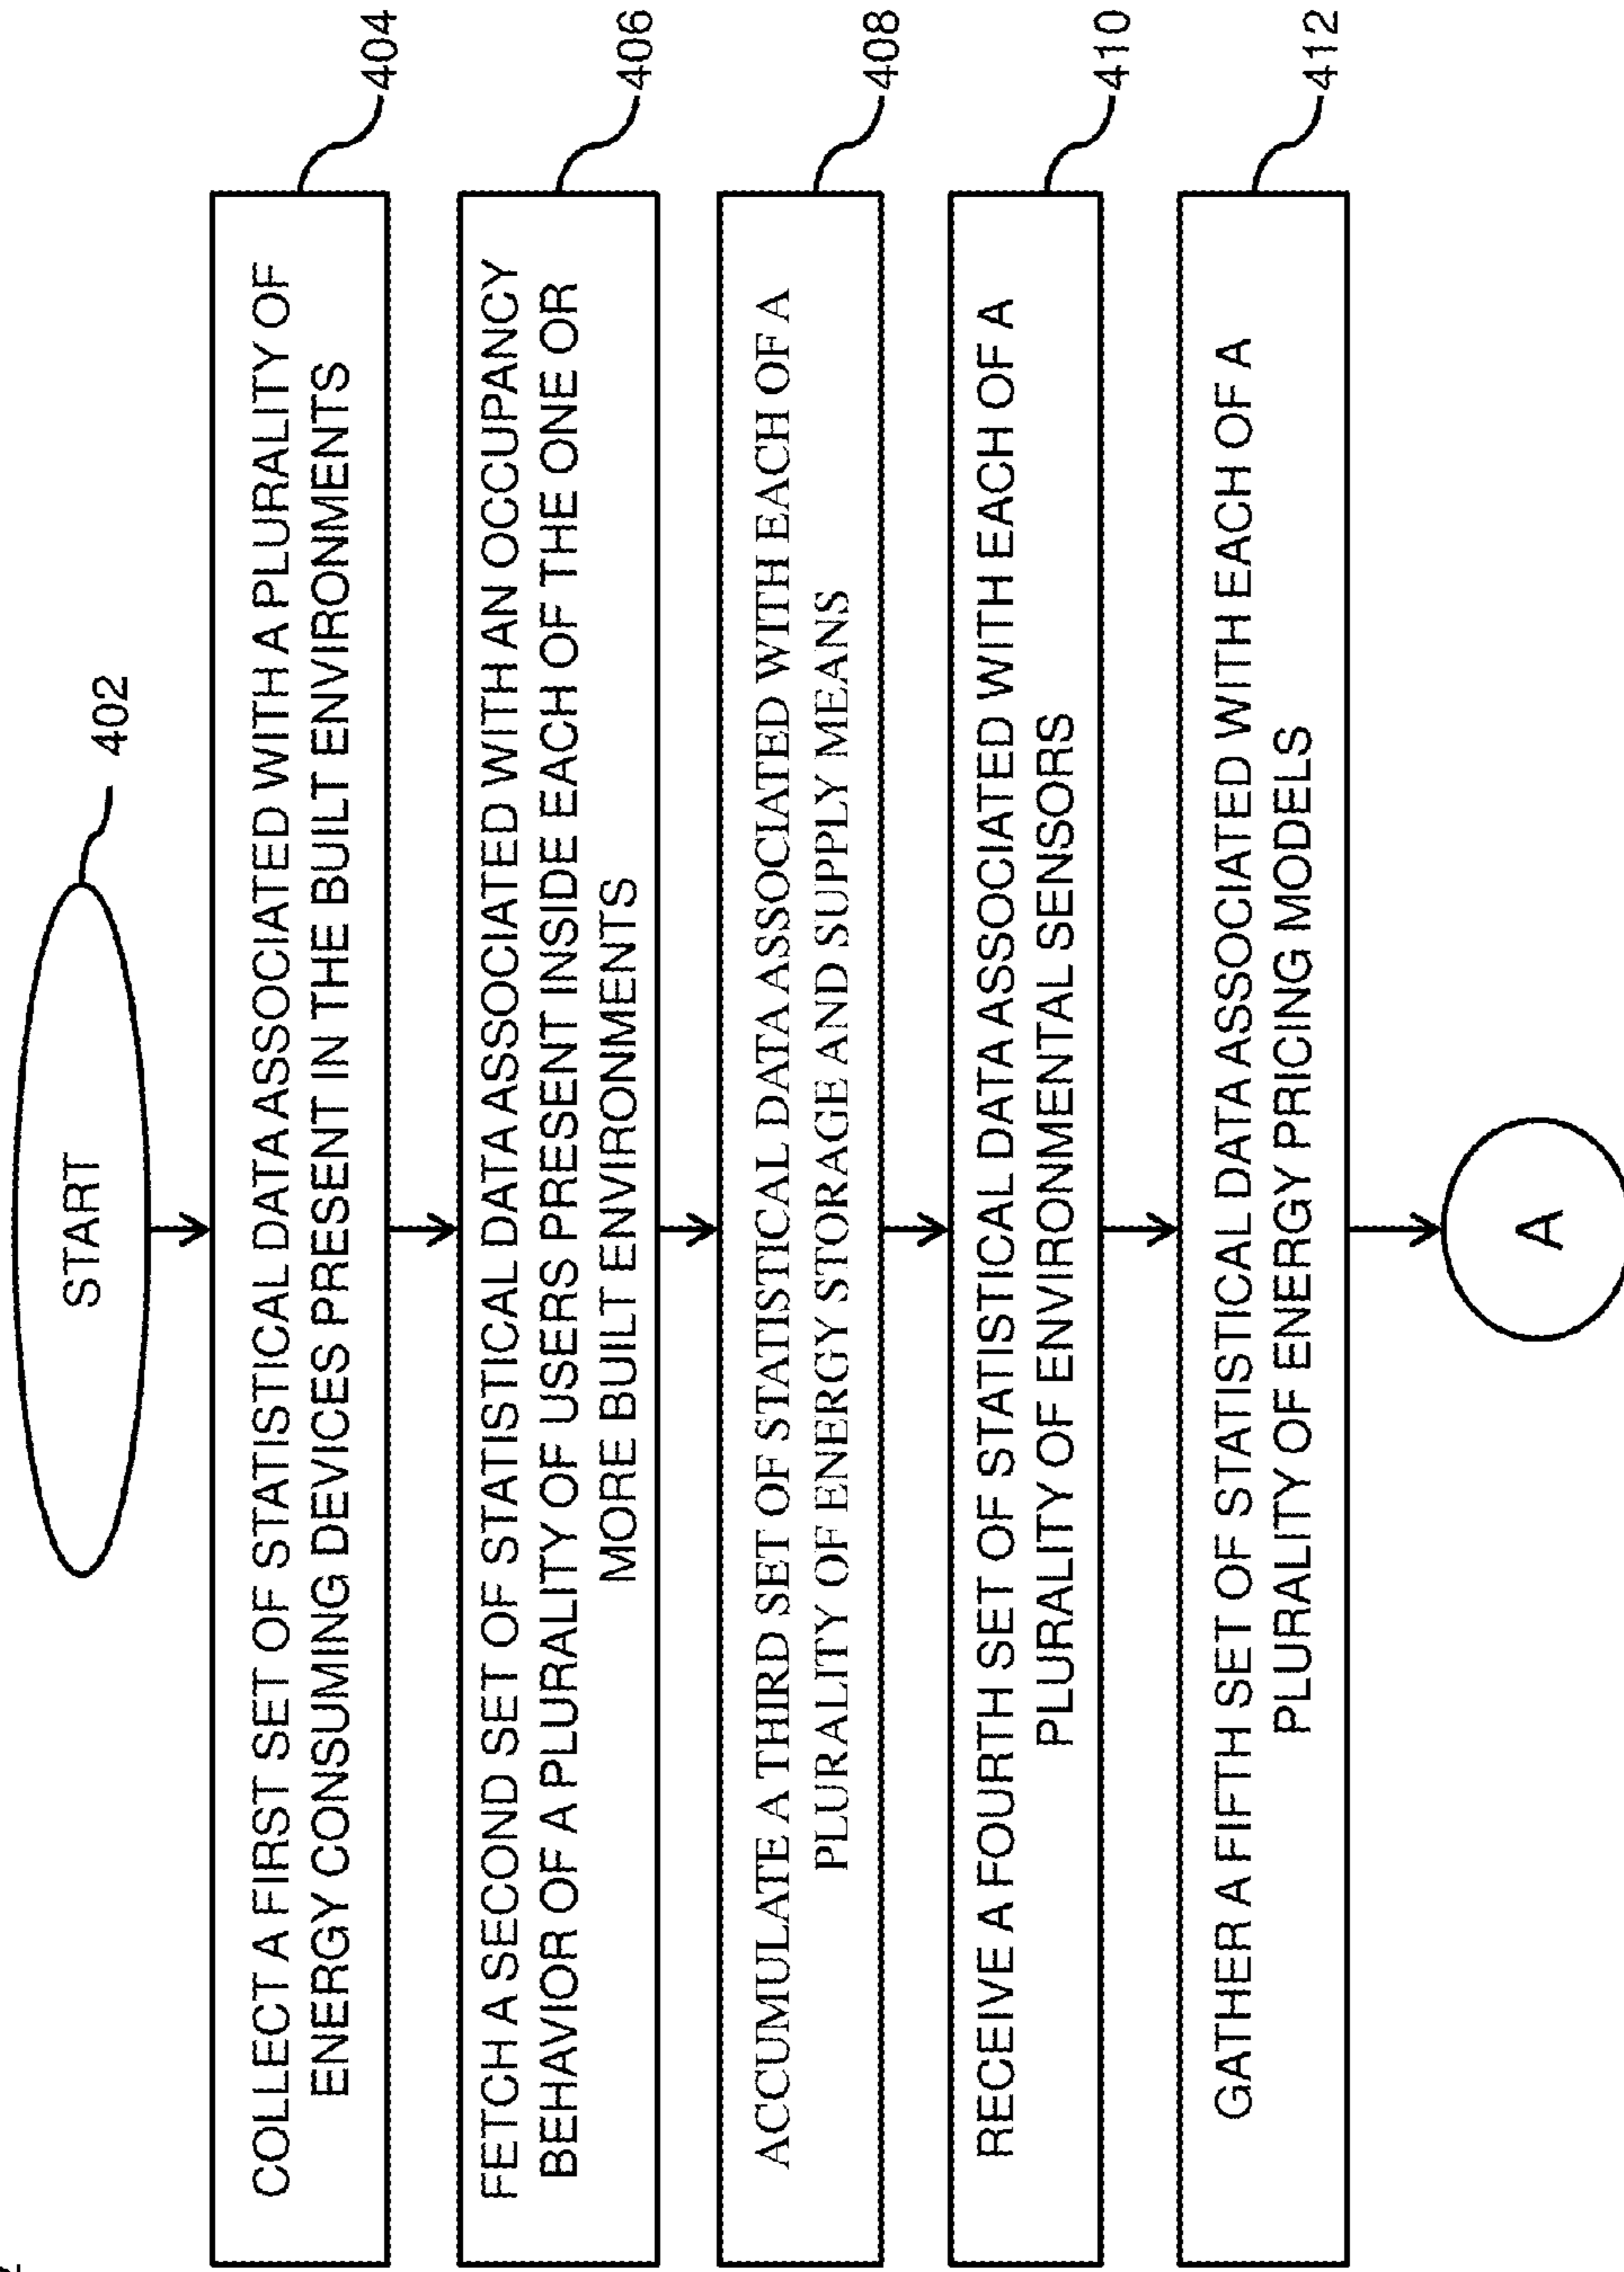 START
402
COLLECT A FIRST SET OF STATISTICAL DATA ASSOCIATED WITH A PLURALITY OF
ENERGY CONSUMING DEVICES PRESENT IN THE BUILT ENVIRONMENTS
404
FETCH A SECOND SET OF STATISTICAL DATA ASSOCIATED WITH AN OCCUPANCY
BEHAVIOR OF A PLURALITY OF USERS PRESENT INSIDE EACH OF THE ONE OR
MORE BUILT ENVIRONMENTS
406
ACCUMULATE A THIRD SET OF STATISTICAL DATA ASSOCIATED WITH EACH OF A
PLURALITY OF ENERGY STORAGE AND SUPPLY MEANS
408
RECEIVE A FOURTH SET OF STATISTICAL DATA ASSOCIATED WITH EACH OF A
PLURALITY OF ENVIRONMENTAL SENSORS
410
GATHER A FIFTH SET OF STATISTICAL DATA ASSOCIATED WITH EACH OF A
PLURALITY OF ENERGY PRICING MODELS
412
A